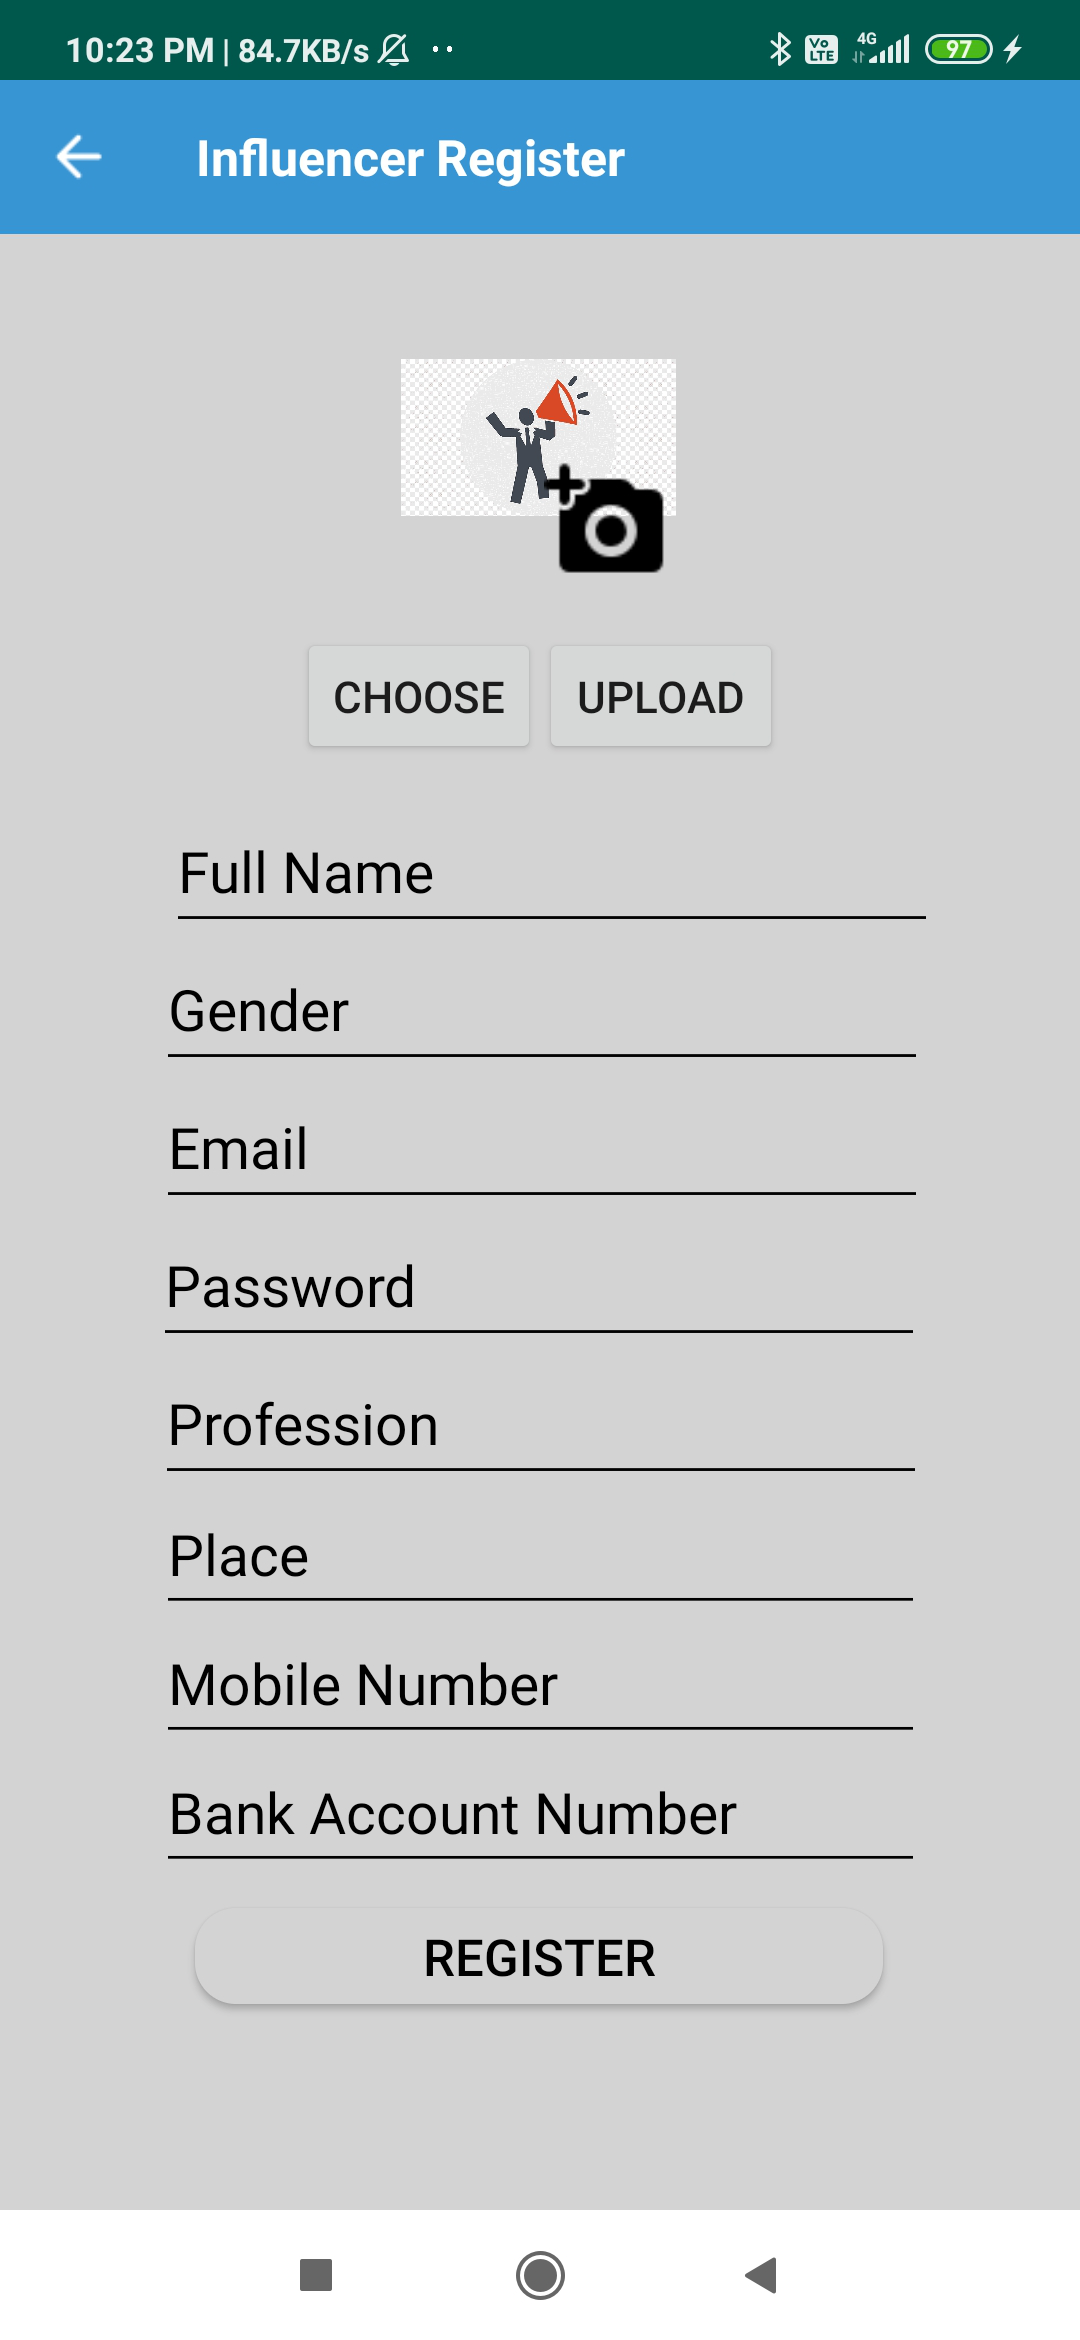 10:23 PM | 84.7KB/s
Vo LTE 4G 97
Influencer Register
CHOOSE UPLOAD
Full Name
Gender
Email
Password
Profession
Place
Mobile Number
Bank Account Number
REGISTER